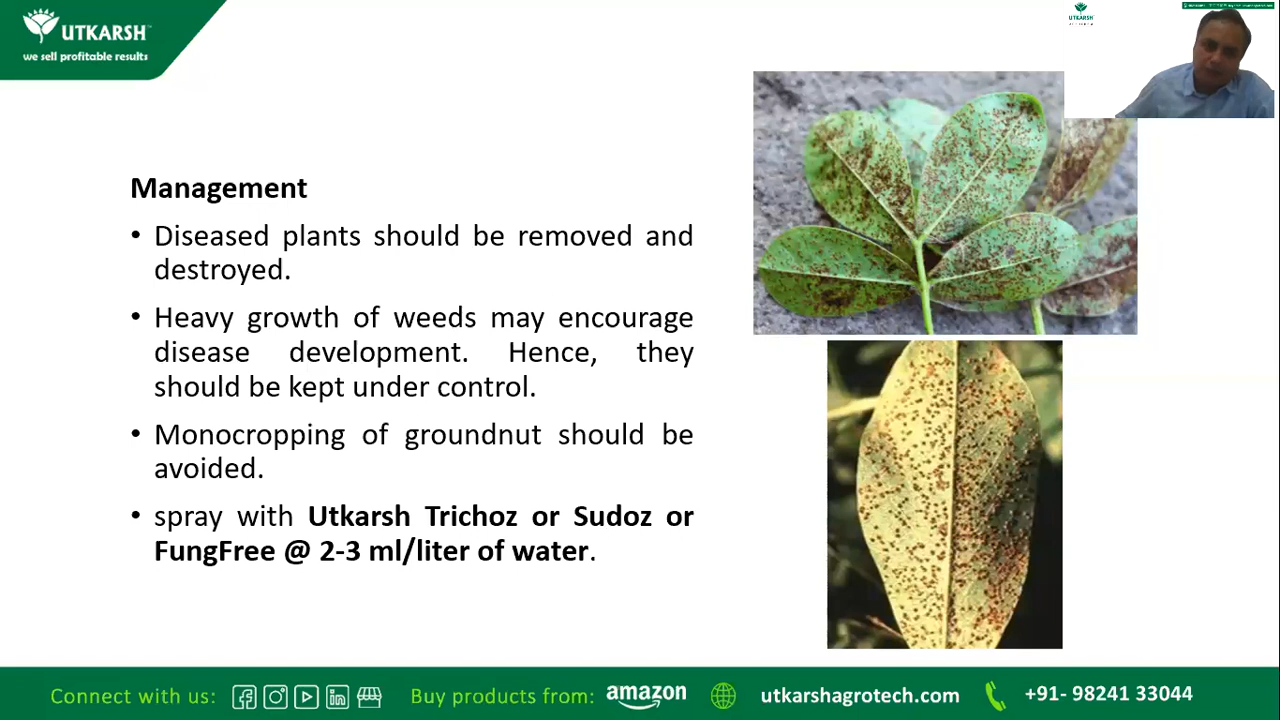 UTKARSH
we sell profitable results
UTKARSH
Management
• Diseased plants should be removed and
destroyed.
• Heavy growth of weeds may encourage
disease development. Hence, they
should be kept under control.
• Monocropping of groundnut should be
avoided.
• spray with Utkarsh Trichoz or Sudoz or
FungFree @ 2-3 ml/liter of water.
Connect with us:
Buy products from: amazon
utkarshagrotech.com
+91- 98241 33044